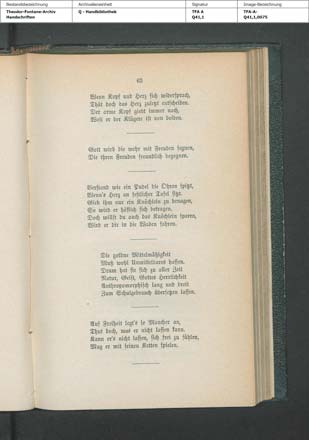 Bestandsbezeichnung
Archiveinheit
Signatur
Image-Bezeichnung
Theodor-Fontane-Archiv
Handschriften
Q - Handbibliothek
TFA A
Q41,1
TFA-A-
Q41,1,0075
63
Wenn Kopf und Herz sich widersprach,
Thät doch das Herz zuletzt entscheiden.
Der arme Kopf giebt immer nach,
Weil er der Klügere ist von beiden.
Gott wird die mehr mit Freuden segnen,
Die ihren Freuden freundlich begegnen.
Verstand wie ein Pudel die Ohren spitzt,
Wenn's Herz an festlicher Tafel sitzt.
Gieb ihm nur ein Knöchlein zu benagen,
So wird er höflich sich betragen.
Doch willst du auch das Knöchlein sparen,
Wird er dir in die Waden fahren.
Die goldne Mittelmäßigkeit
Muß wohl Unmittelbares hassen.
Drum hat sie sich zu aller Zeit
Natur, Geist, Gottes Herrlichkeit
Anthropomorphisch lang und breit
Zum Schulgebrauch übersetzen lassen.
Auf Freiheit legt's so Mancher an,
Thut doch, was er nicht lassen kann.
Kann er's nicht lassen, sich frei zu fühlen,
Mag er mit seinen Ketten spielen.